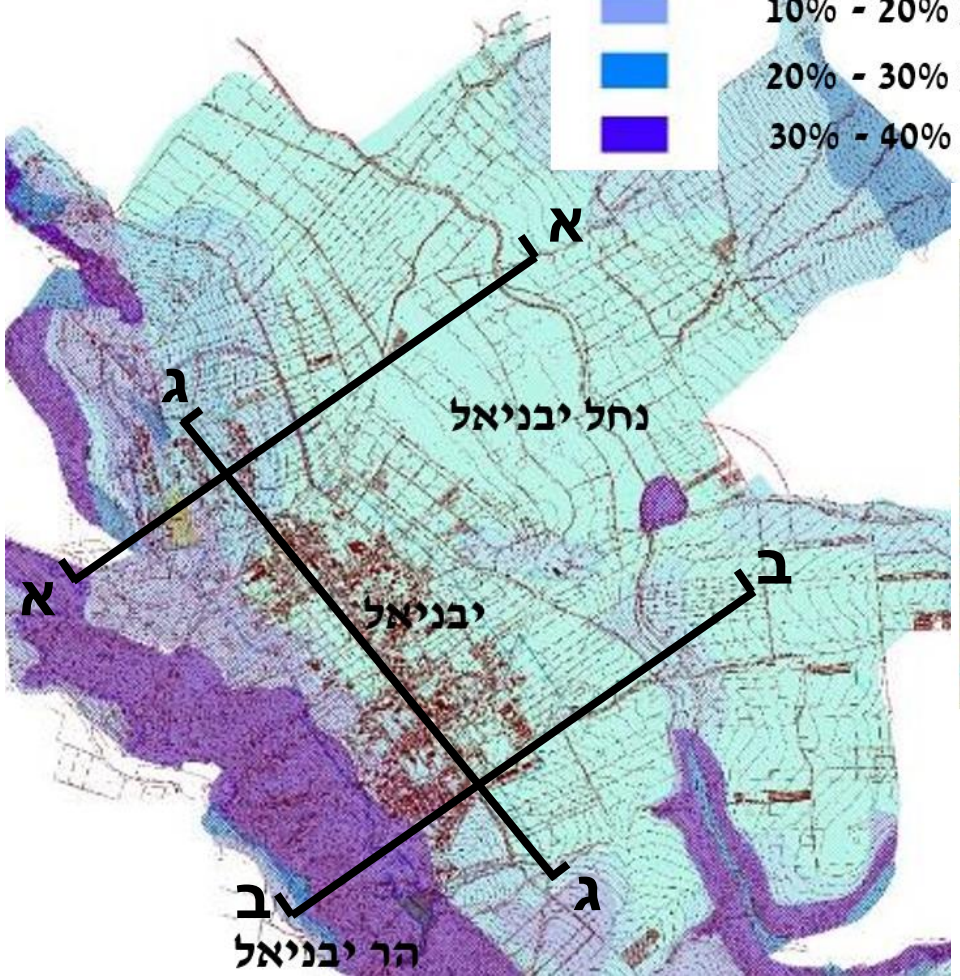 10% - 20%
20% - 30%
30% - 40%
א
ג
נחל יבניאל
ב
א
יבניאל
ג
ב
הר יבניאל